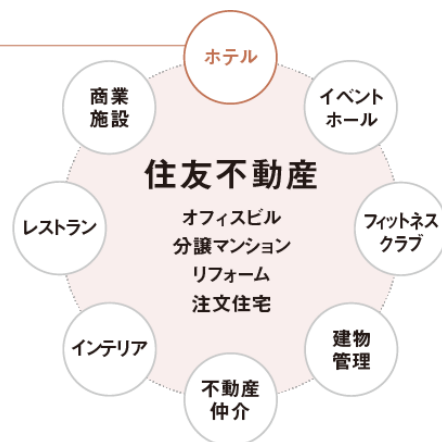 ホテル
イベント
ホール
フィットネス
クラブ
建物
管理
不動産
仲介
インテリア
レストラン
商業
施設
住友不動産
オフィスビル
分譲マンション
リフォーム
注文住宅